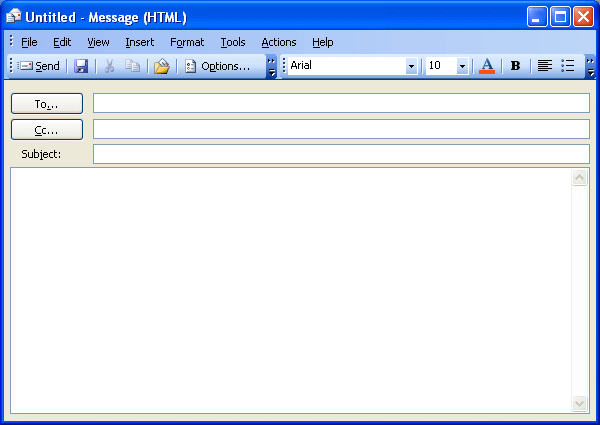 Untitled - Message (HTML)
File Edit View Insert Format Tools Actions Help
Send Options... Arial 10 A B
To...
Cc...
Subject: